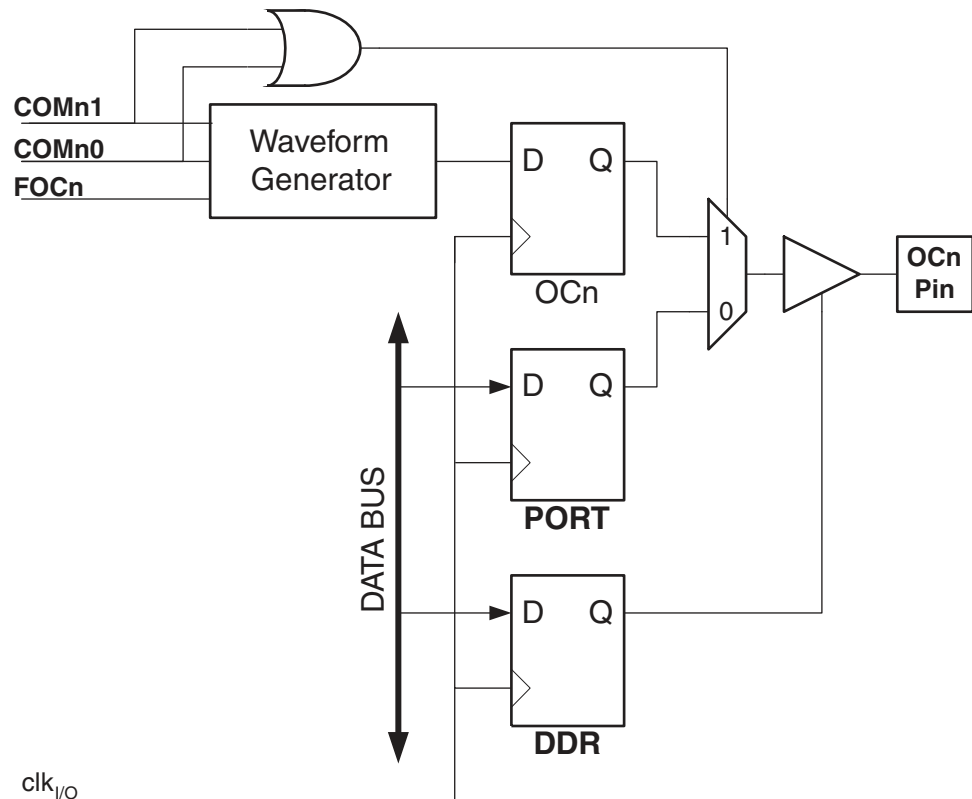 COMn1
COMn0
FOCn
Waveform
Generator
D Q
OCn
1
0
OCn
Pin
D Q
PORT
DATA BUS
D Q
DDR
clkI/O